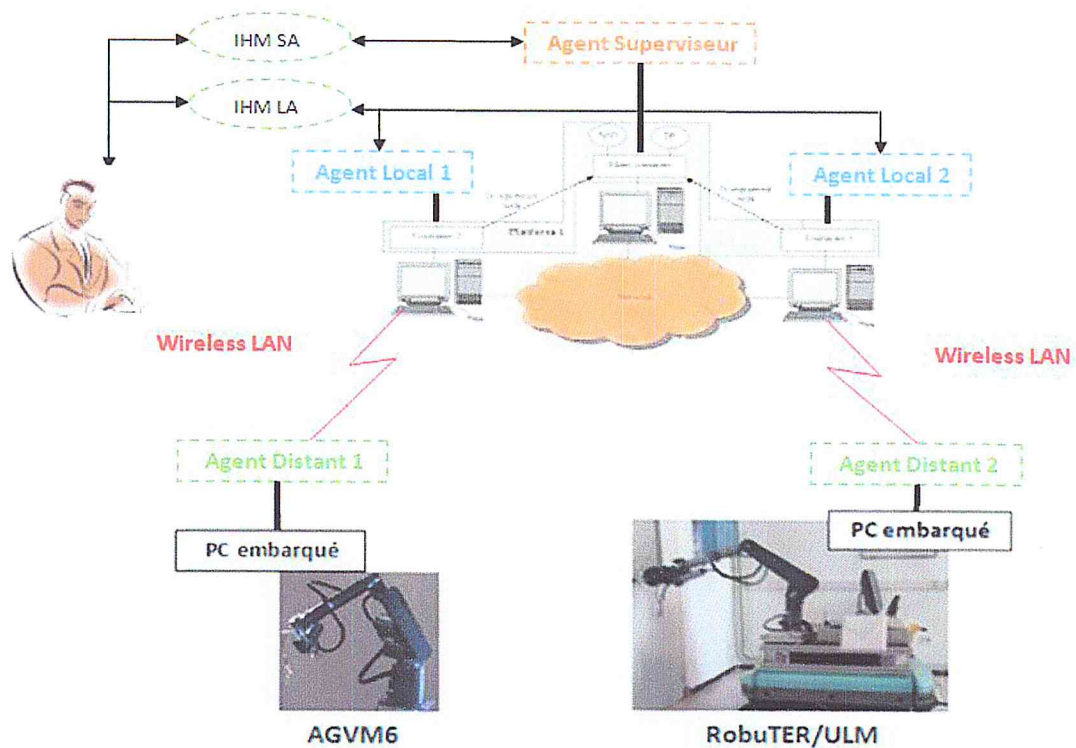 IHM SA
Agent Superviseur
IHM LA
Agent Local 1
Agent Local 2
Wireless LAN
Wireless LAN
Agent Distant 1
Agent Distant 2
PC embarqué
PC embarqué
AGVM6
RobuTER/ULM